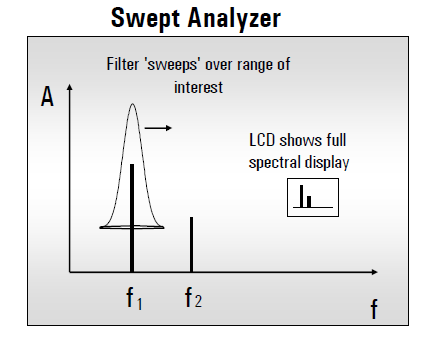 Swept Analyzer
Filter 'sweeps' over range of
interest
A
LCD shows full
spectral display
f1
f2
f